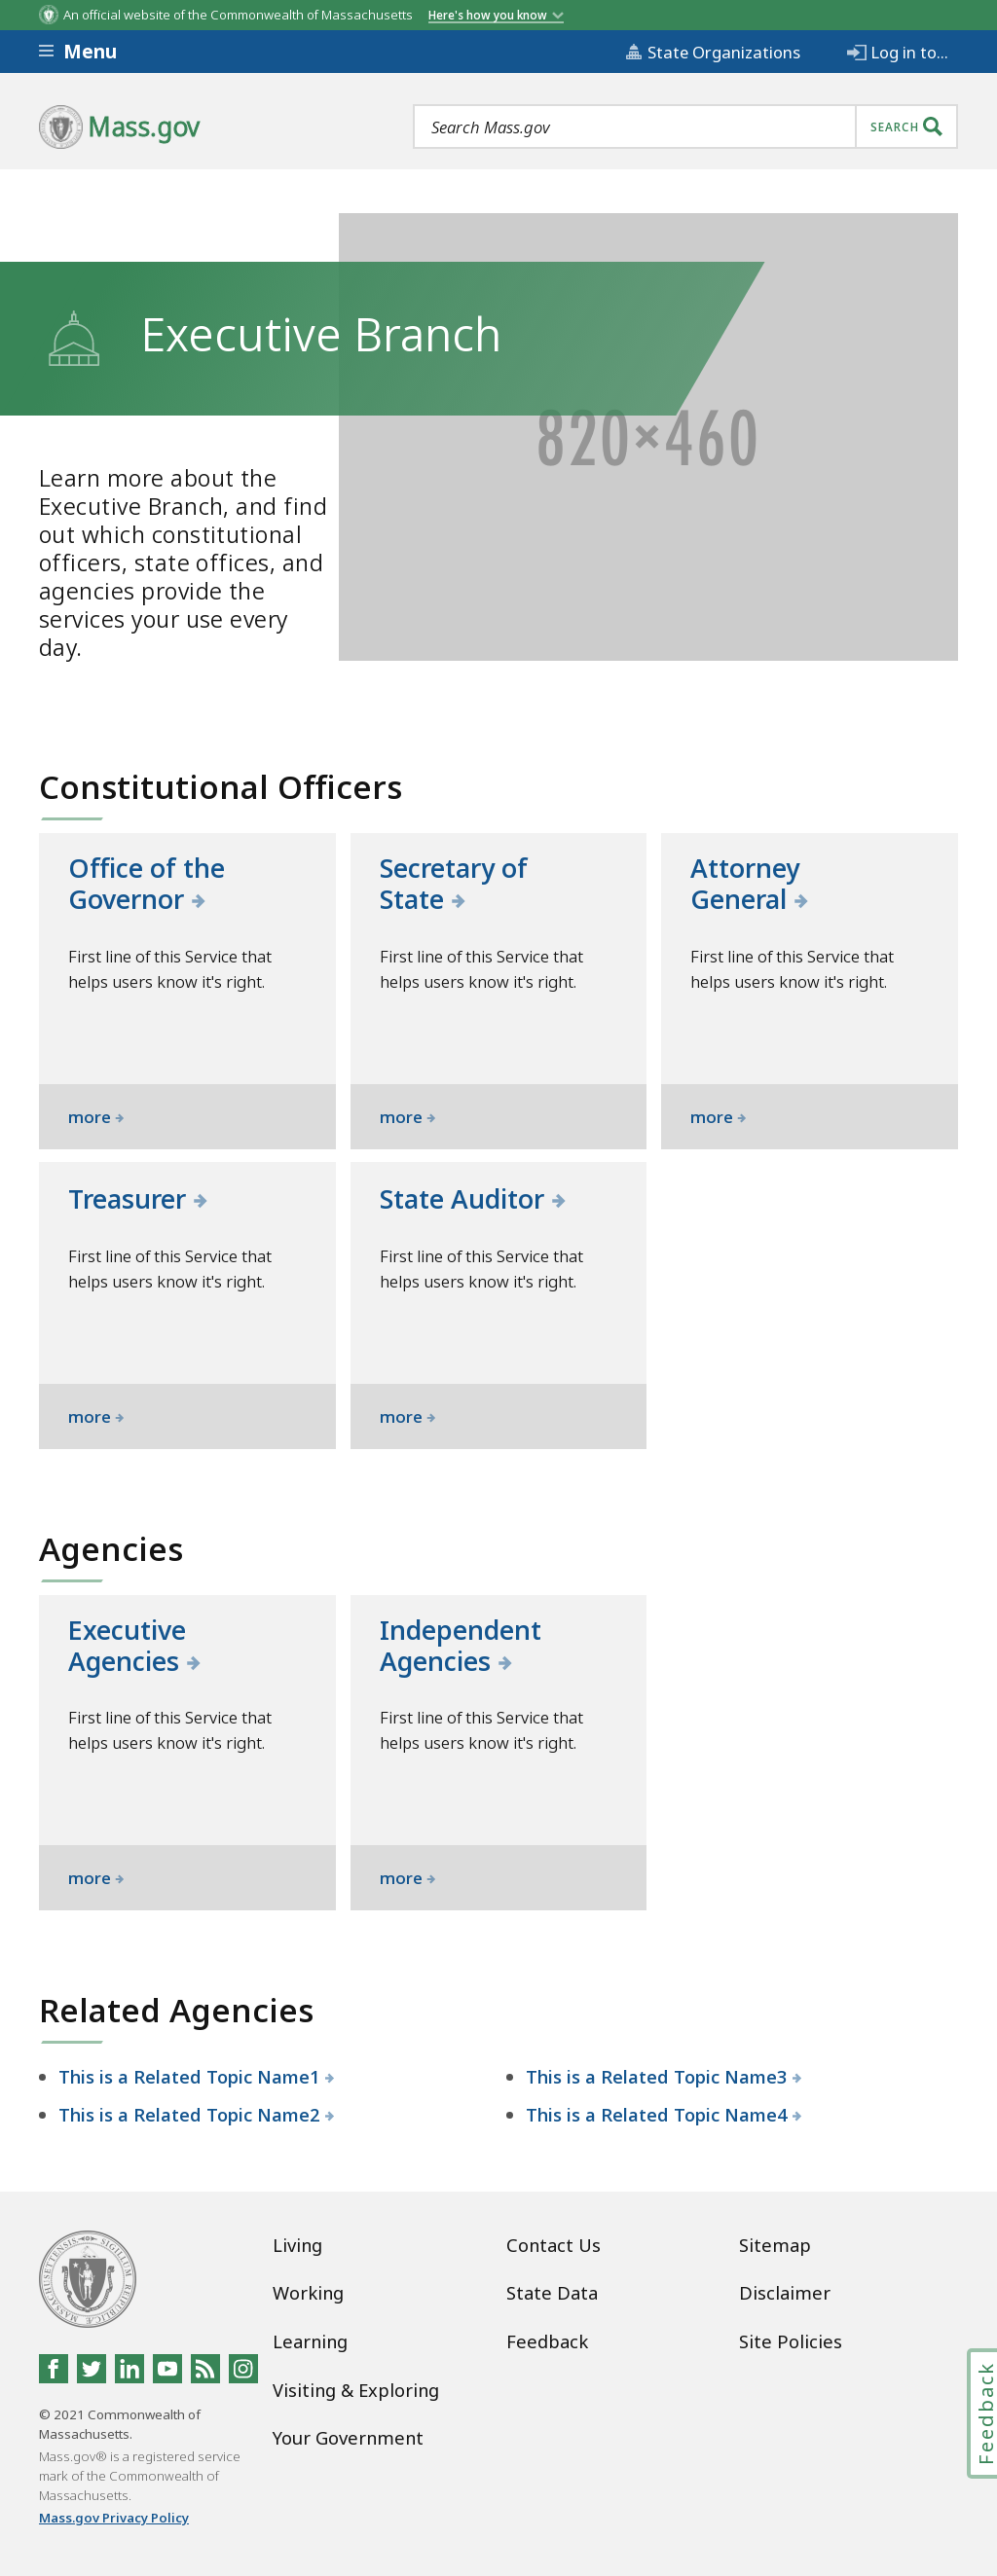 An official website of the Commonwealth of Massachusetts Here's how you know
Menu State Organizations Log in to...
Mass.gov Search Mass.gov SEARCH
Executive Branch
820×460
Learn more about the
Executive Branch, and find
out which constitutional
officers, state offices, and
agencies provide the
services your use every
day.
Constitutional Officers
Office of the
Governor
First line of this Service that
helps users know it's right.
more
Secretary of
State
First line of this Service that
helps users know it's right.
more
Attorney
General
First line of this Service that
helps users know it's right.
more
Treasurer
First line of this Service that
helps users know it's right.
more
State Auditor
First line of this Service that
helps users know it's right.
more
Agencies
Executive
Agencies
First line of this Service that
helps users know it's right.
more
Independent
Agencies
First line of this Service that
helps users know it's right.
more
Related Agencies
This is a Related Topic Name1
This is a Related Topic Name2
This is a Related Topic Name3
This is a Related Topic Name4
Living
Working
Learning
Visiting & Exploring
Your Government
Contact Us
State Data
Feedback
Sitemap
Disclaimer
Site Policies
© 2021 Commonwealth of
Massachusetts.
Mass.gov® is a registered service
mark of the Commonwealth of
Massachusetts.
Mass.gov Privacy Policy
Feedback